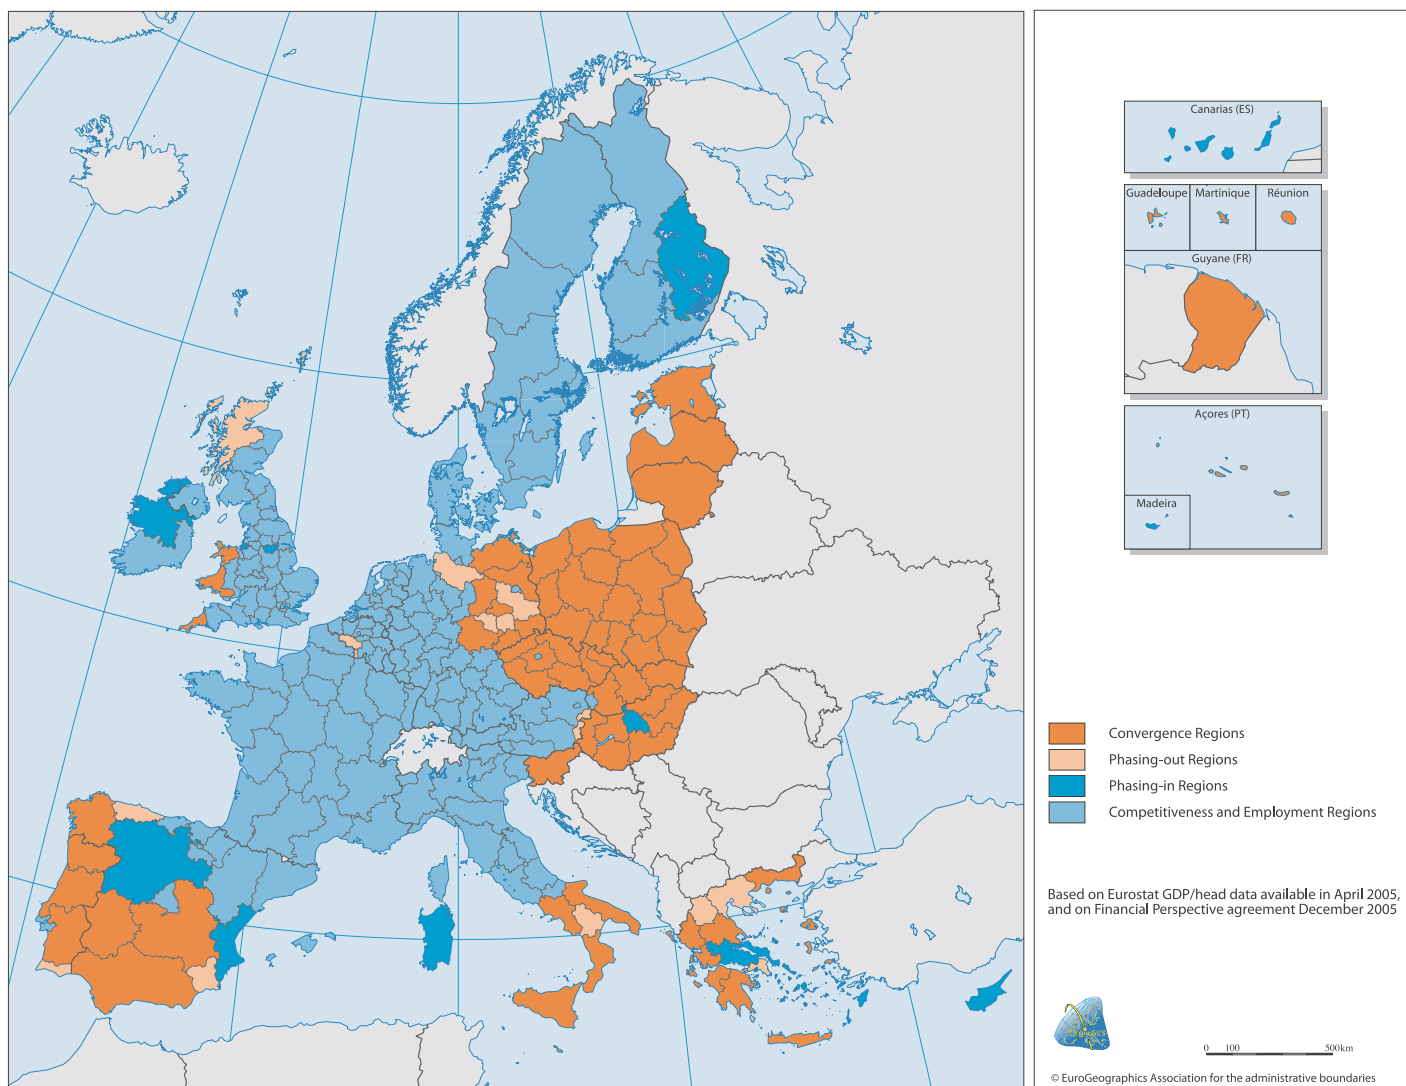 Canarias (ES)
Guadeloupe
Martinique
Réunion
Guyane (FR)
Açores (PT)
Madeira
Convergence Regions
Phasing-out Regions
Phasing-in Regions
Competitiveness and Employment Regions
Based on Eurostat GDP/head data available in April 2005,
and on Financial Perspective agreement December 2005
0 100 500km
© EuroGeographics Association for the administrative boundaries